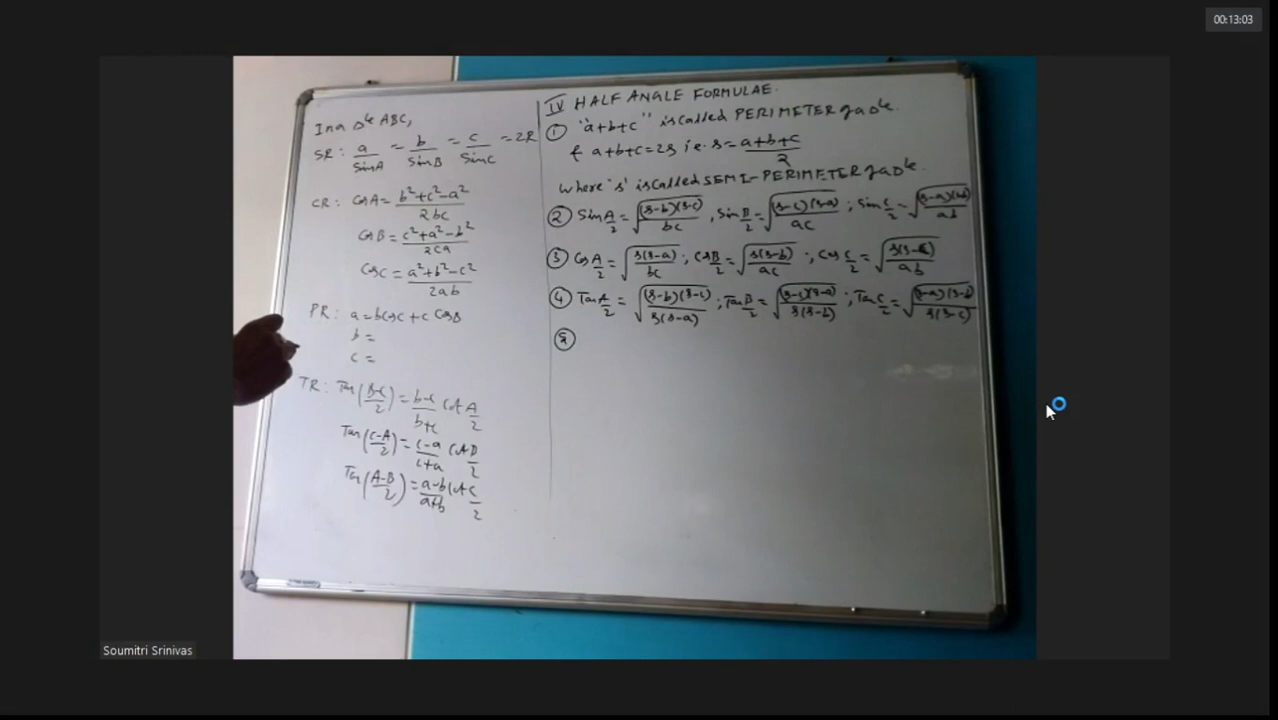 00:13:03
In a Δle ABC,
SR: a/SinA = b/SinB = c/SinC = 2R
CR: CosA = b²+c²-a²/2bc
CosB = c²+a²-b²/2ca
CosC = a²+b²-c²/2ab
PR: a=bcosc+c CosB
b=
c=
TR: Tan(B-C/2) = b-c/b+c Cot A/2
Tan(C-A/2) = c-a/c+a Cot B/2
Tan(A-B/2) = a-b/a+b Cot C/2
IV HALF ANGLE FORMULAE.
① "a+b+c" is called PERIMETER of a Δle.
& a+b+c=2s i.e. s=a+b+c/2
where 's' is called SEMI-PERIMETER of a Δle.
② Sin A/2 = √(s-b)(s-c)/bc, Sin B/2 = √(s-c)(s-a)/ac; Sin C/2 = √(s-a)(s-b)/ab
③ Cos A/2 = √s(s-a)/bc; Cos B/2 = √s(s-b)/ac; Cos C/2 = √s(s-c)/ab
④ Tan A/2 = √(s-b)(s-c)/s(s-a); Tan B/2 = √(s-c)(s-a)/s(s-b); Tan C/2 = √(s-a)(s-b)/s(s-c)
⑤
Soumitri Srinivas